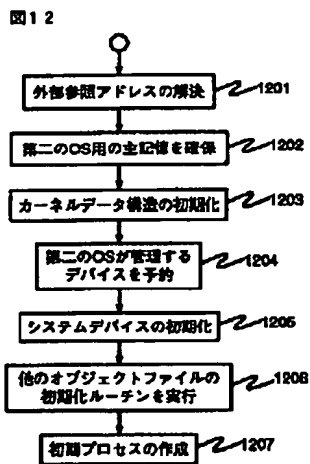 図12
外部参照アドレスの解決
1201
第二のOS用の主記憶を確保
1202
カーネルデータ構造の初期化
1203
第二のOSが管理する
デバイスを予約
1204
システムデバイスの初期化
1205
他のオブジェクトファイルの
初期化ルーチンを実行
1206
初期プロセスの作成
1207